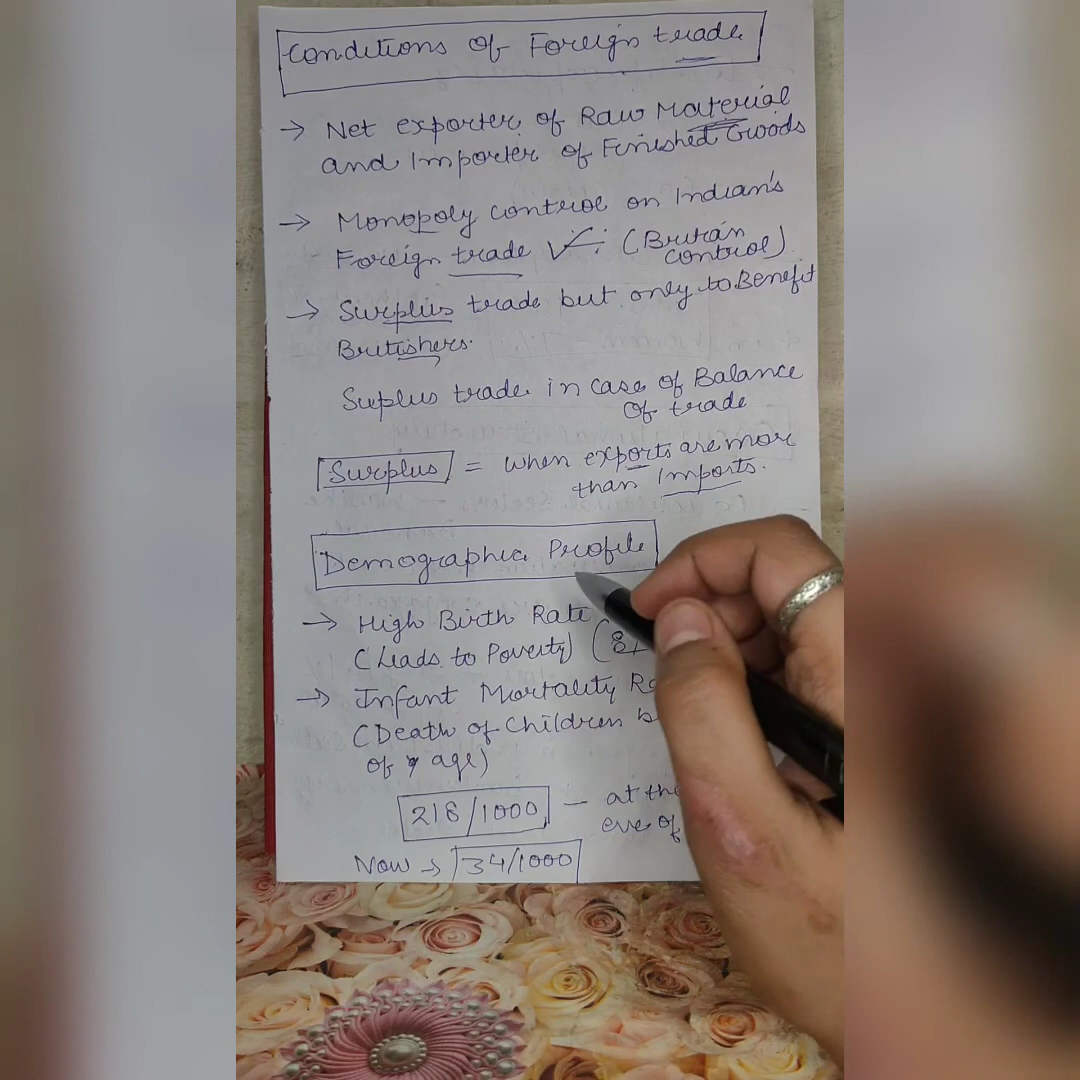 Conditions of Foreign trade
→ Net exporter of Raw Material
and Importer of Finished Goods
→ Monopoly control on Indian's
Foreign trade (Britain
control)
→ Surplus trade but only to Benefit
Britishers.
Suplus trade in case of Balance
of trade
Surplus = when exports are more
than Imports.
Demographic Profile
→ High Birth Rate
(Leads to Poverty) (8/
→ Infant Mortality
(Death of Children
of age)
218/1000 — at the
eve of
Now → 34/1000